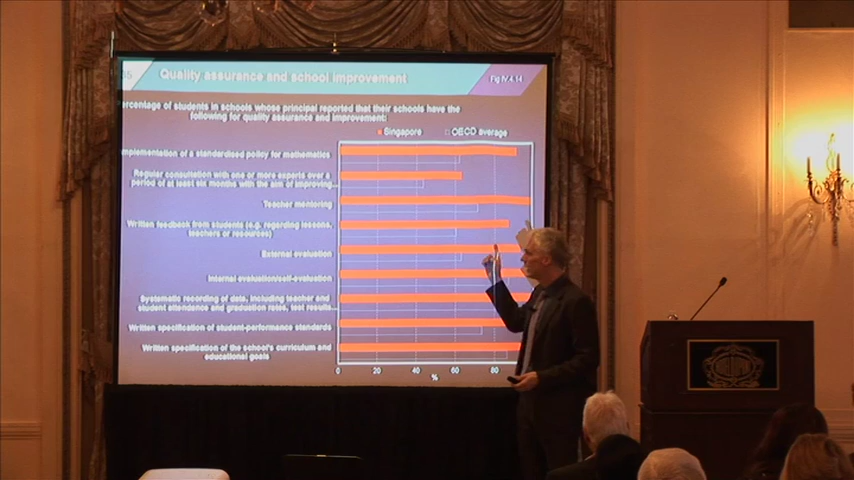 Quality assurance and school improvement
Fig IV.4.14
ercentage of students in schools whose principal reported that their schools have the
following for quality assurance and improvement:
Singapore
OECD average
mplementation of a standardised policy for mathematics
Regular consultation with one or more experts over a
period of at least six months with the aim of improving...
Teacher mentoring
Written feedback from students (e.g. regarding lessons,
teachers or resources)
External evaluation
Internal evaluation/self-evaluation
Systematic recording of data, including teacher and
student attendance and graduation rates, test results...
Written specification of student-performance standards
Written specification of the school's curriculum and
educational goals
0 20 40 60 80
%